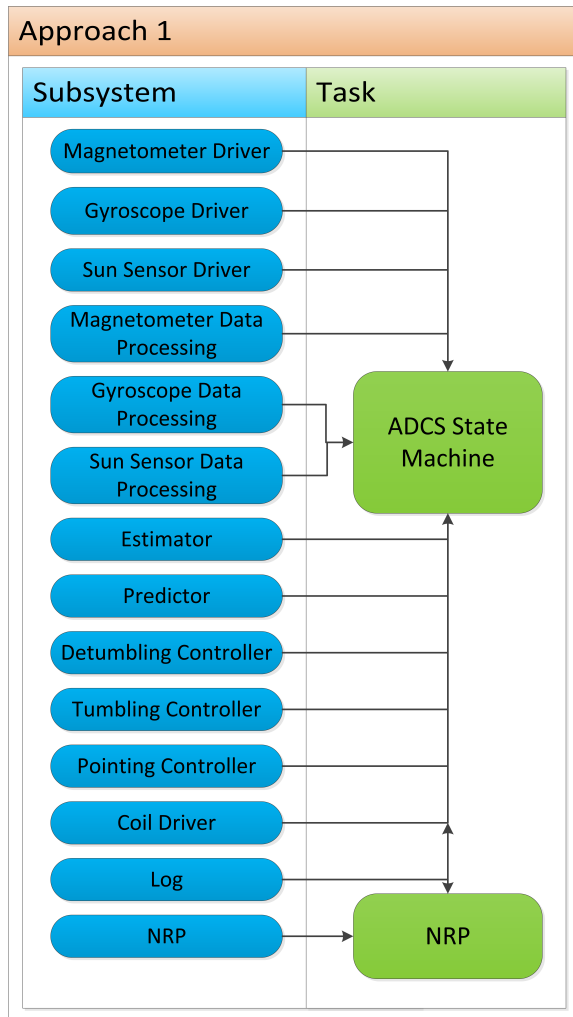 Approach 1
Subsystem
Task
Magnetometer Driver
Gyroscope Driver
Sun Sensor Driver
Magnetometer Data
Processing
Gyroscope Data
Processing
Sun Sensor Data
Processing
ADCS State
Machine
Estimator
Predictor
Detumbling Controller
Tumbling Controller
Pointing Controller
Coil Driver
Log
NRP
NRP